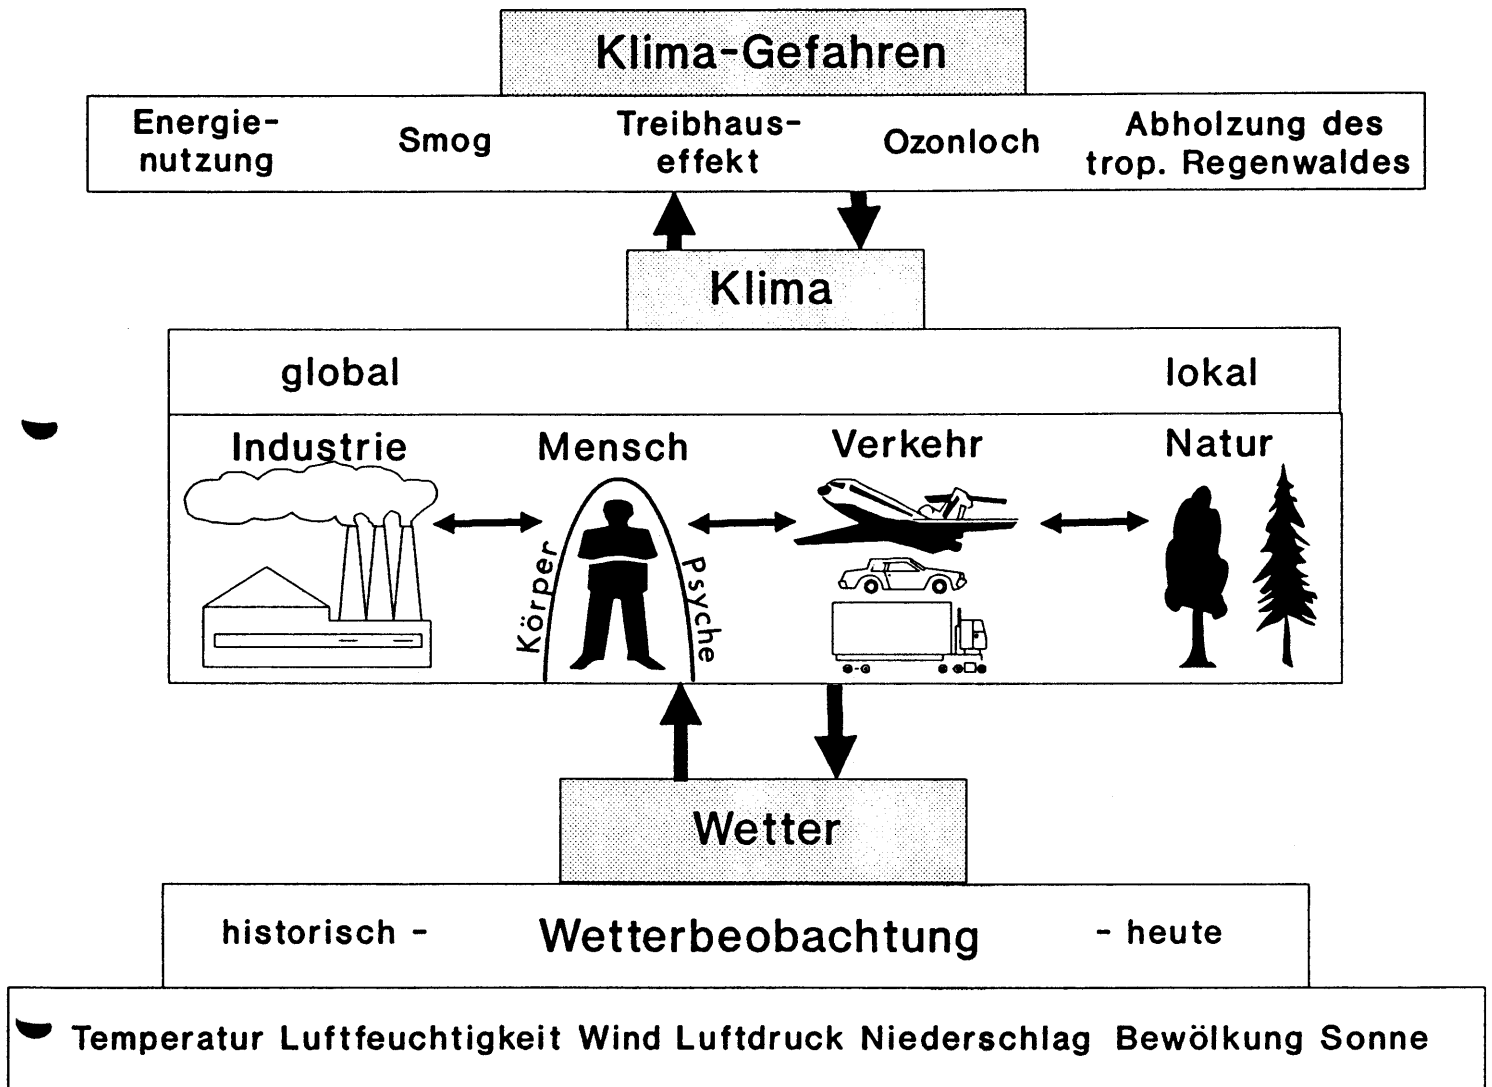 Klima-Gefahren
Energie-
nutzung
Smog
Treibhaus-
effekt
Ozonloch
Abholzung des
trop. Regenwaldes
Klima
global
lokal
Industrie
Mensch
Verkehr
Natur
Körper
Psyche
Wetter
historisch -
Wetterbeobachtung
- heute
Temperatur Luftfeuchtigkeit Wind Luftdruck Niederschlag Bewölkung Sonne